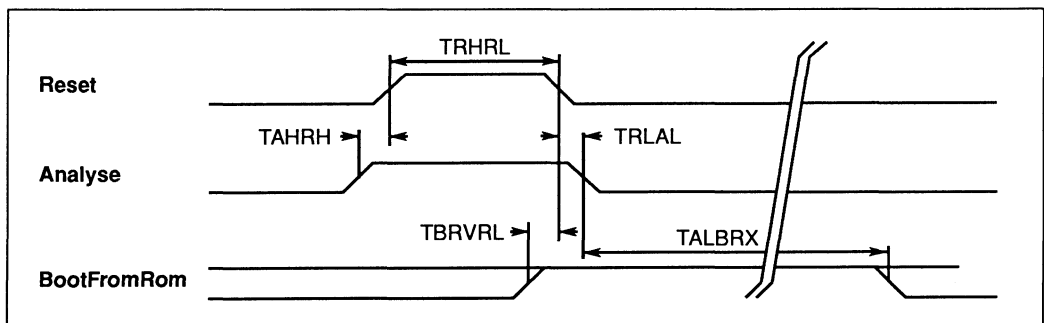 TRHRL
Reset
TAHRH
TRLAL
Analyse
TBRVRL
TALBRX
BootFromRom